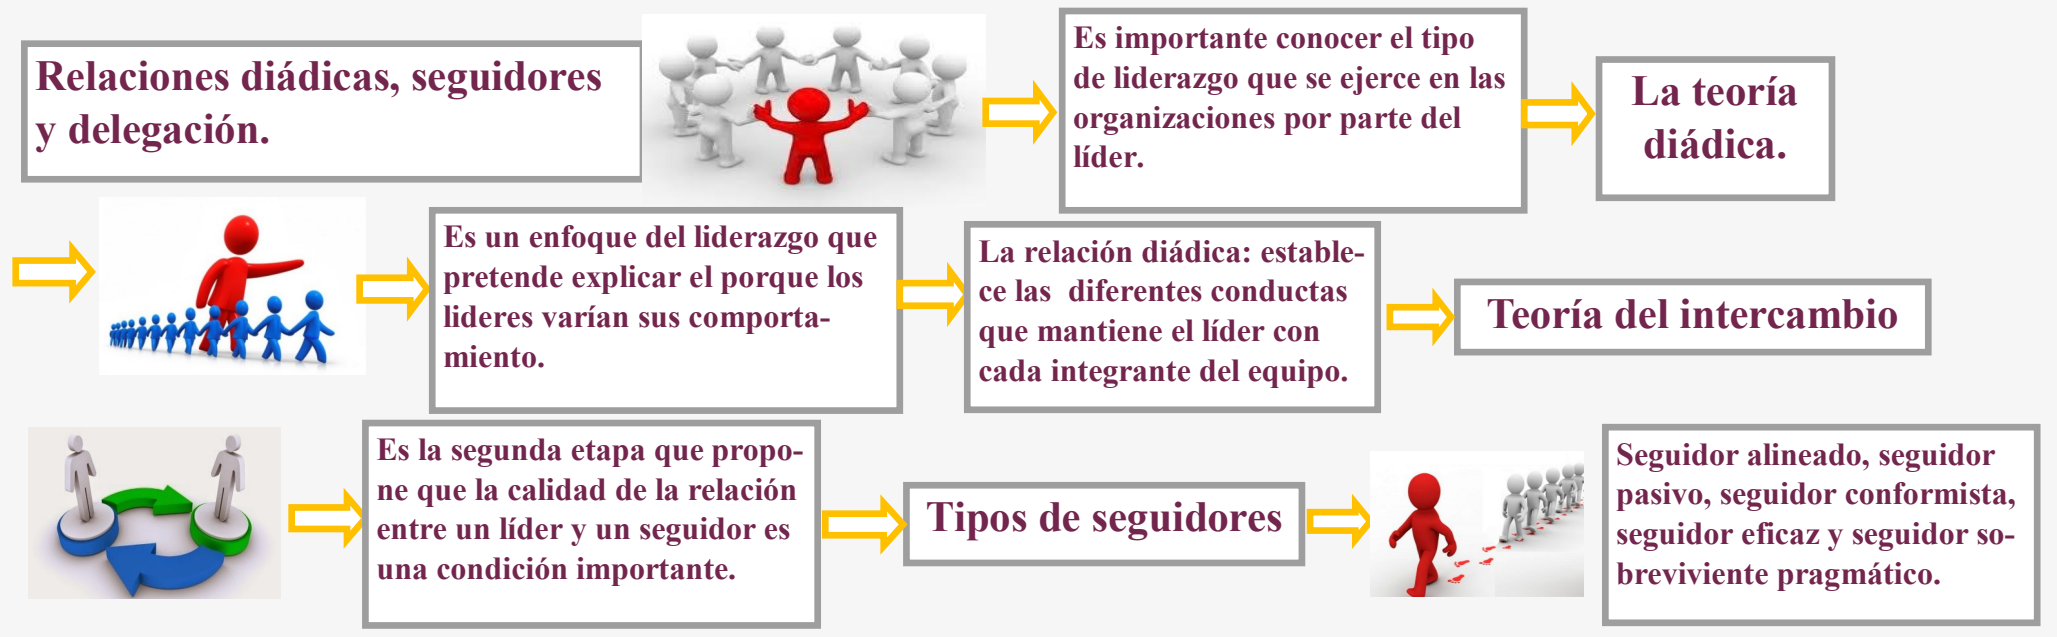 Relaciones diádicas, seguidores
y delegación.
Es importante conocer el tipo
de liderazgo que se ejerce en las
organizaciones por parte del
líder.
La teoría
diádica.
Es un enfoque del liderazgo que
pretende explicar el porque los
lideres varían sus comporta-
miento.
La relación diádica: estable-
ce las  diferentes conductas
que mantiene el líder con
cada integrante del equipo.
Teoría del intercambio
Es la segunda etapa que propo-
ne que la calidad de la relación
entre un líder y un seguidor es
una condición importante.
Tipos de seguidores
Seguidor alineado, seguidor
pasivo, seguidor conformista,
seguidor eficaz y seguidor so-
breviviente pragmático.